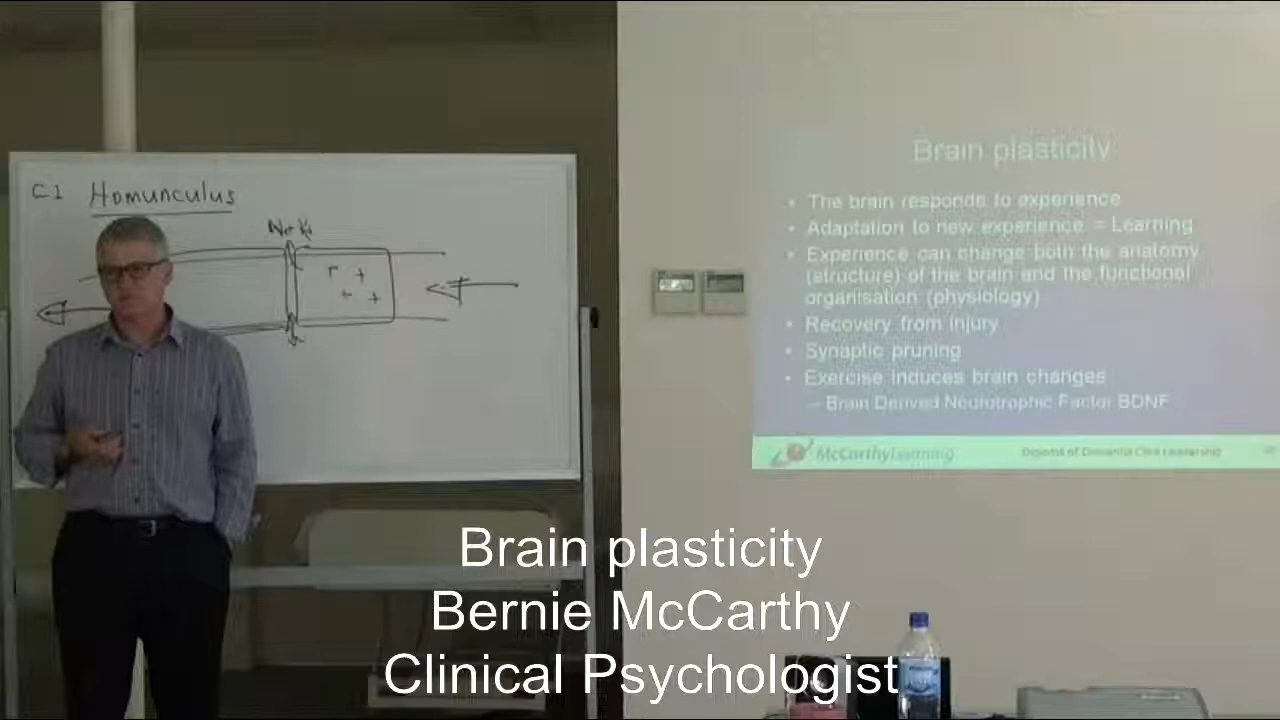 C1 Homunculus
Brain plasticity
• The brain responds to experience
• Adaptation to new experience = Learning
• Experience can change both the anatomy
(structure) of the brain and the functional
organisation (physiology)
• Recovery from injury
• Synaptic pruning
• Exercise induces brain changes
– Brain Derived Neurotrophic Factor BDNF
McCarthyLearning
Diploma of Dementia Care Leadership
Brain plasticity
Bernie McCarthy
Clinical Psychologist